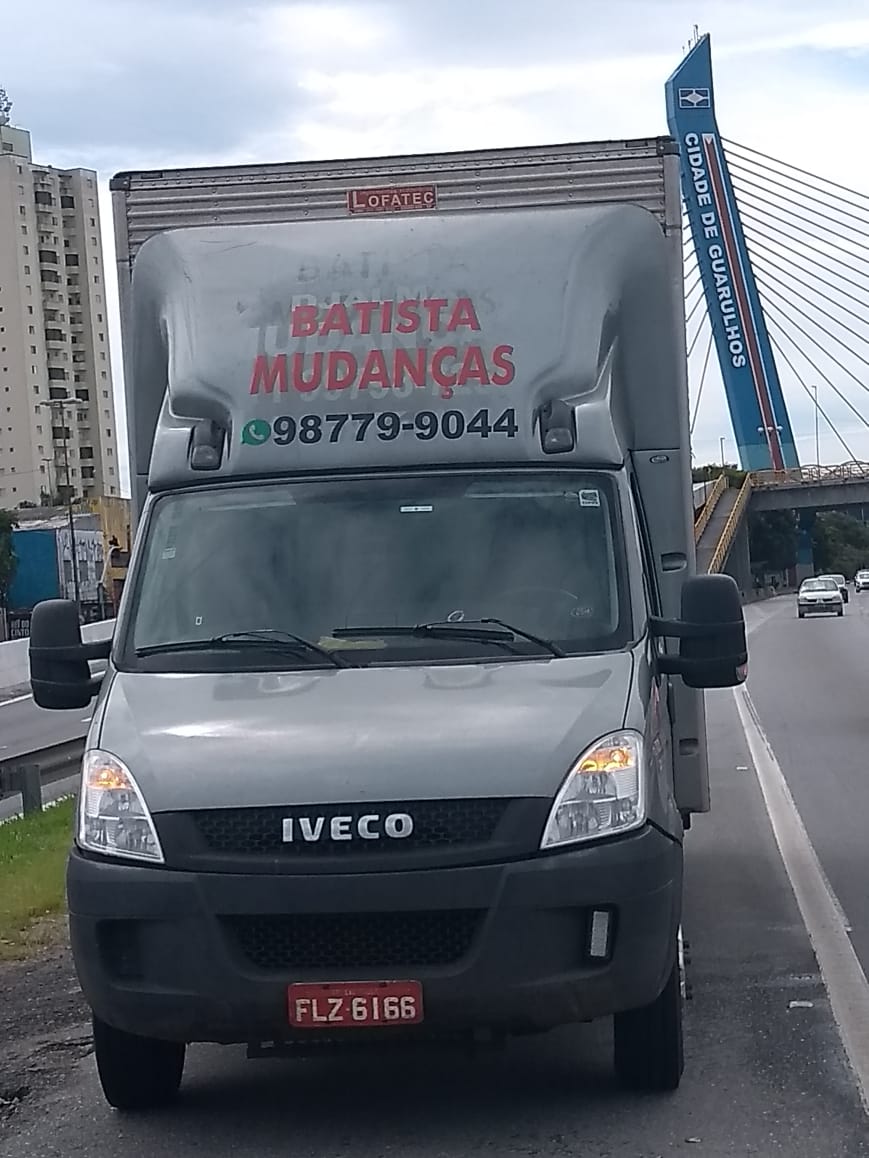 LOFATEC
BATISTA
MUDANÇAS
98779-9044
CIDADE DE GUARULHOS
IVECO
FLZ-6166